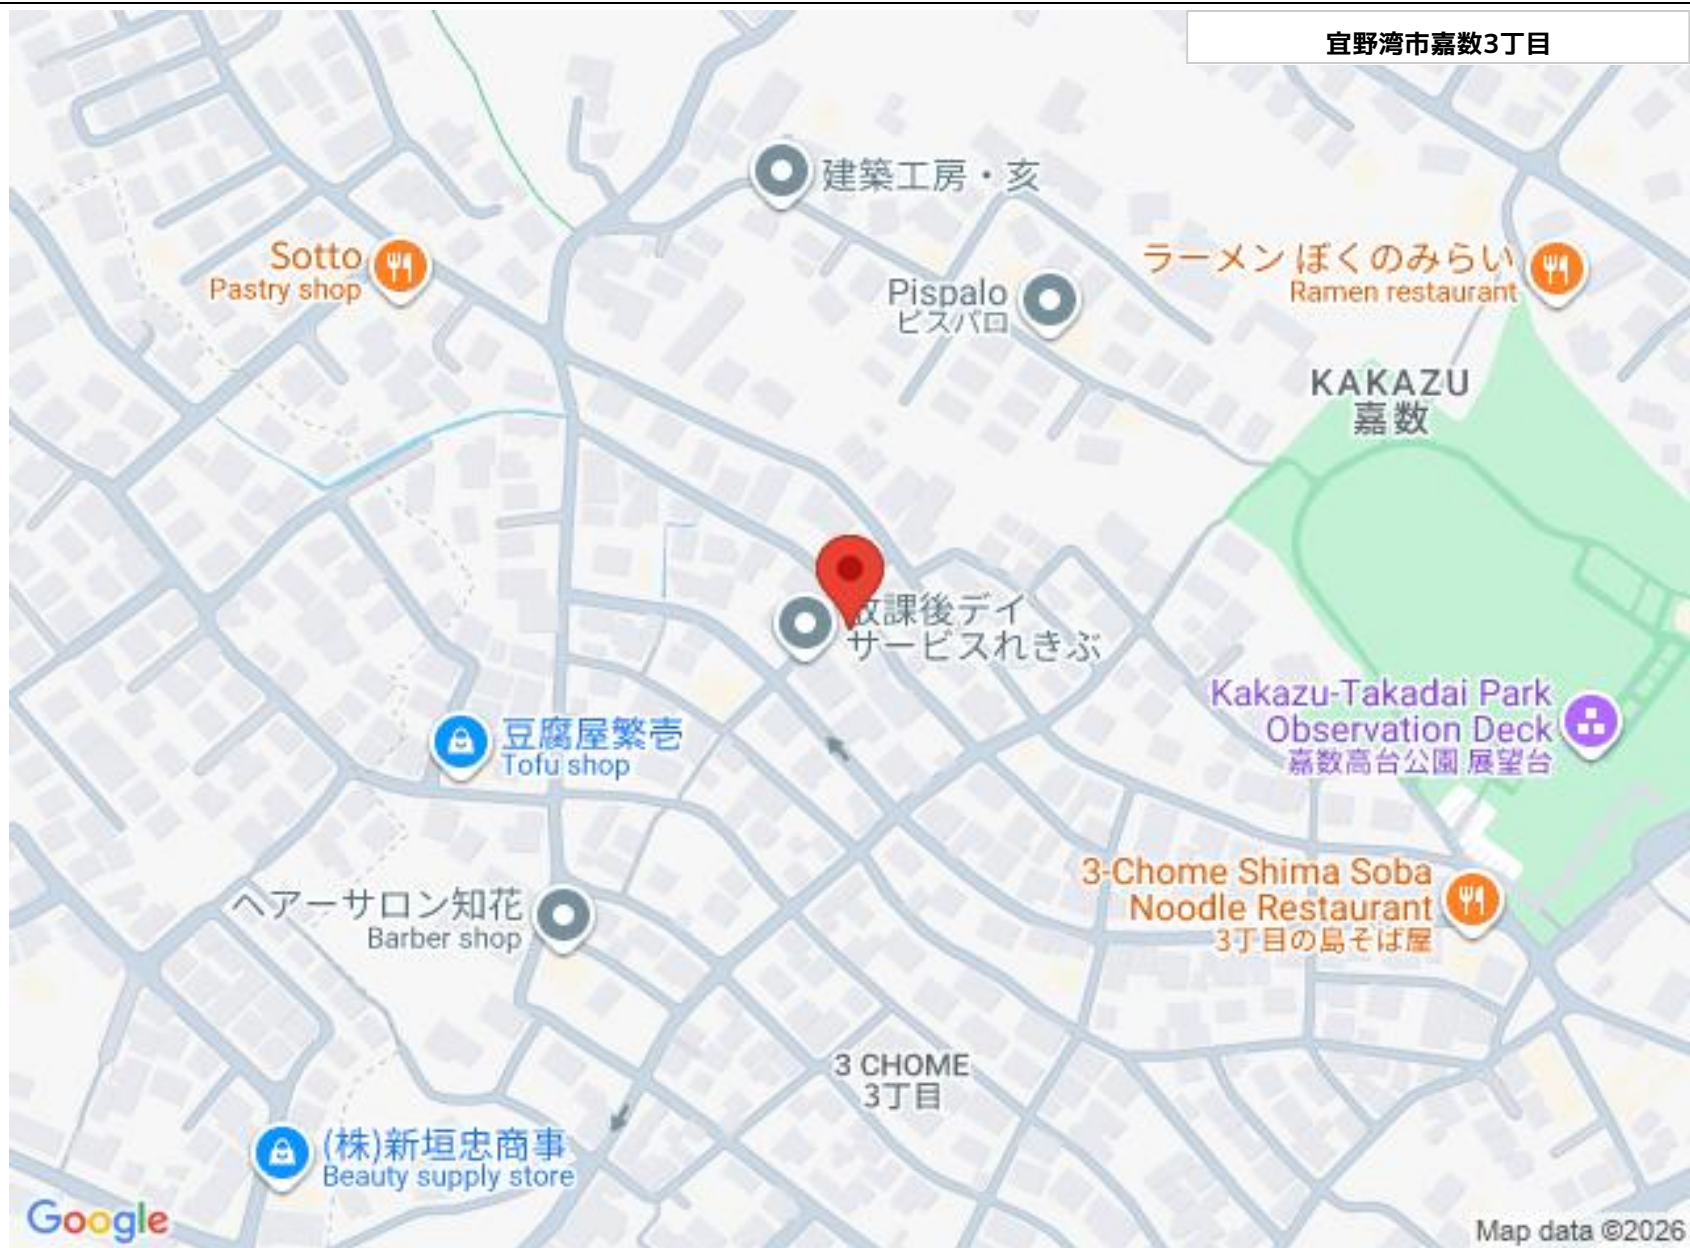 宜野湾市嘉数3丁目
建築工房・亥
Sotto
Pastry shop
ラーメン ぼくのみらい
Ramen restaurant
Pispalo
ピスパロ
KAKAZU
嘉数
放課後デイ
サービスれきぶ
Kakazu-Takadai Park
Observation Deck
嘉数高台公園 展望台
豆腐屋繁壱
Tofu shop
3-Chome Shima Soba
Noodle Restaurant
3丁目の島そば屋
ヘアーサロン知花
Barber shop
3 CHOME
3丁目
(株)新垣忠商事
Beauty supply store
Google
Map data ©2026